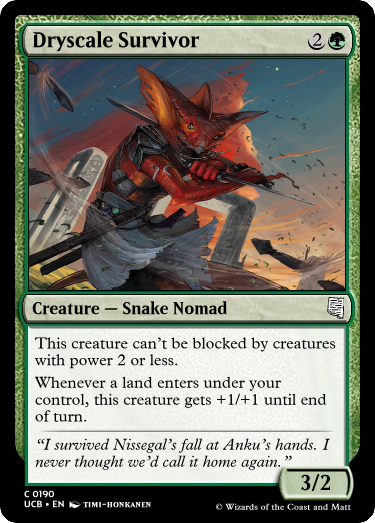 Dryscale Survivor 2
Creature — Snake Nomad
This creature can't be blocked by creatures
with power 2 or less.
Whenever a land enters under your
control, this creature gets +1/+1 until end
of turn.
“I survived Nissegal's fall at Anku's hands. I
never thought we'd call it home again.”
3/2
C 0190
UCB • EN TIMI-HONKANEN
© Wizards of the Coast and Matt